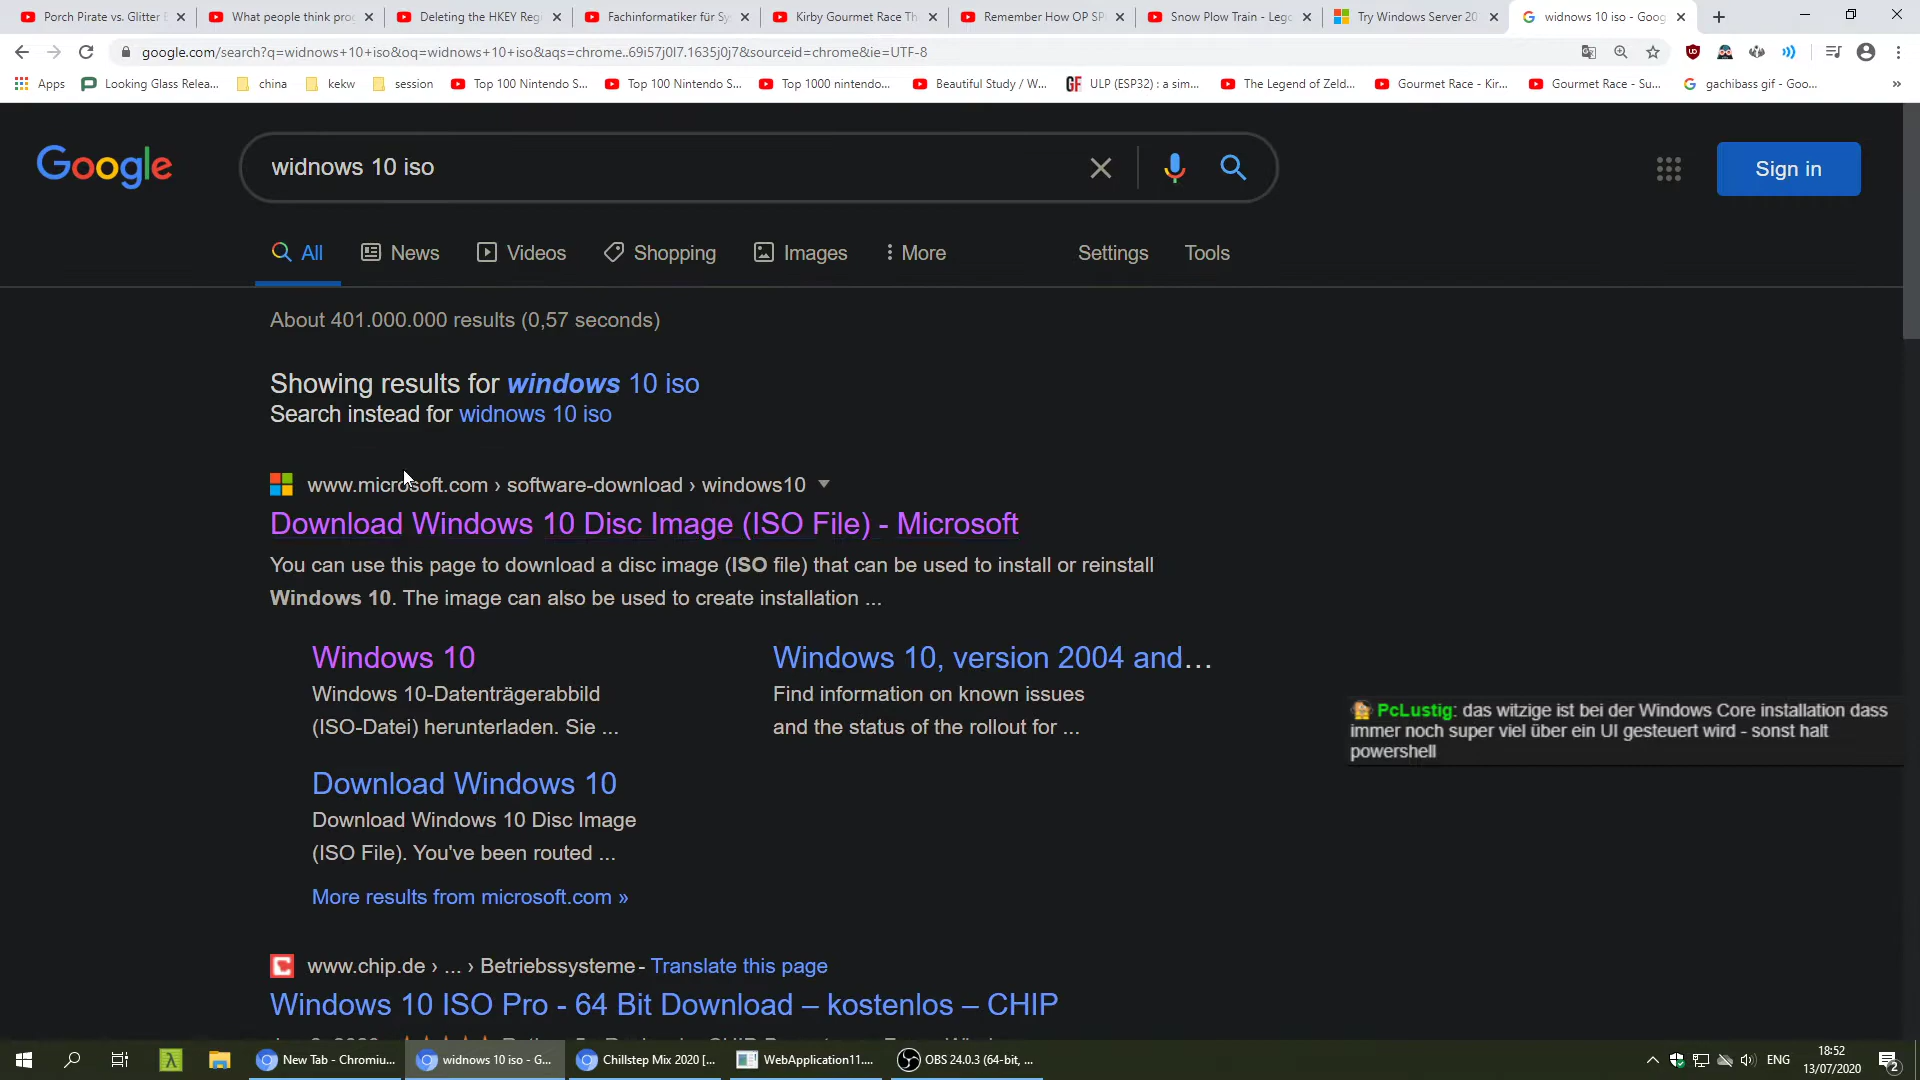 Porch Pirate vs. Glitter
What people think pro
Deleting the HKEY Reg
Fachinformatiker für Sy
Kirby Gourmet Race Th
Remember How OP SP
Snow Plow Train - Lego
Try Windows Server 20
widnows 10 iso - Goog
google.com/search?q=widnows+10+iso&oq=widnows+10+iso&aqs=chrome..69i57j0l7.1635j0j7&sourceid=chrome&ie=UTF-8
Apps
Looking Glass Relea...
china
kekw
session
Top 100 Nintendo S...
Top 100 Nintendo S...
Top 1000 nintendo...
Beautiful Study / W...
GF ULP (ESP32) : a sim...
The Legend of Zeld...
Gourmet Race - Kir...
Gourmet Race - Su...
gachibass gif - Goo...
»
Google
widnows 10 iso
Sign in
All
News
Videos
Shopping
Images
More
Settings
Tools
About 401.000.000 results (0,57 seconds)
Showing results for windows 10 iso
Search instead for widnows 10 iso
www.microsoft.com › software-download › windows10
Download Windows 10 Disc Image (ISO File) - Microsoft
You can use this page to download a disc image (ISO file) that can be used to install or reinstall
Windows 10. The image can also be used to create installation ...
Windows 10
Windows 10-Datenträgerabbild
(ISO-Datei) herunterladen. Sie ...
Windows 10, version 2004 and...
Find information on known issues
and the status of the rollout for ...
Download Windows 10
Download Windows 10 Disc Image
(ISO File). You've been routed ...
More results from microsoft.com »
PcLustig: das witzige ist bei der Windows Core installation dass
immer noch super viel über ein UI gesteuert wird - sonst halt
powershell
www.chip.de › ... › Betriebssysteme - Translate this page
Windows 10 ISO Pro - 64 Bit Download – kostenlos – CHIP
New Tab - Chromiu...
widnows 10 iso - G...
Chillstep Mix 2020 [...
WebApplication11....
OBS 24.0.3 (64-bit, ...
ENG
18:52
13/07/2020
2